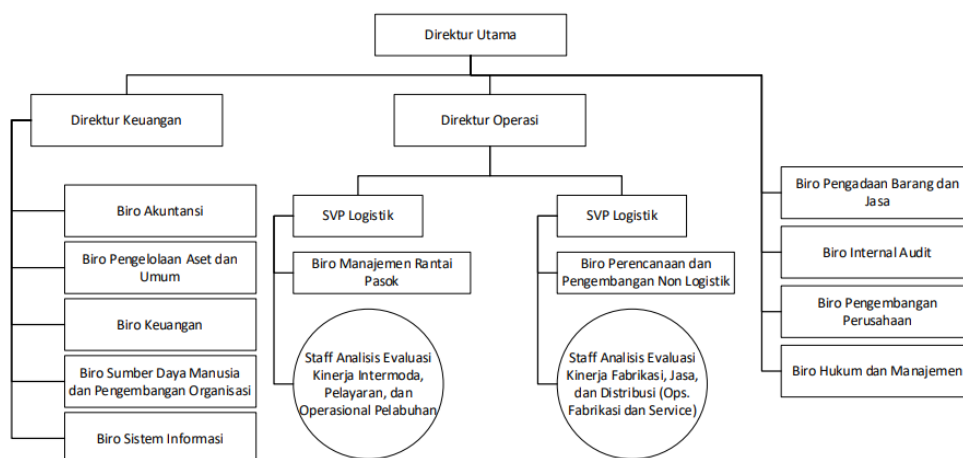 Direktur Utama
Direktur Keuangan
Direktur Operasi
Biro Akuntansi
Biro Pengelolaan Aset dan
Umum
Biro Keuangan
Biro Sumber Daya Manusia
dan Pengembangan Organisasi
Biro Sistem Informasi
SVP Logistik
Biro Manajemen Rantai
Pasok
Staff Analisis Evaluasi
Kinerja Intermoda,
Pelayaran, dan
Operasional Pelabuhan
SVP Logistik
Biro Perencanaan dan
Pengembangan Non Logistik
Staff Analisis Evaluasi
Kinerja Fabrikasi, Jasa,
dan Distribusi (Ops.
Fabrikasi dan Service)
Biro Pengadaan Barang dan
Jasa
Biro Internal Audit
Biro Pengembangan
Perusahaan
Biro Hukum dan Manajemen